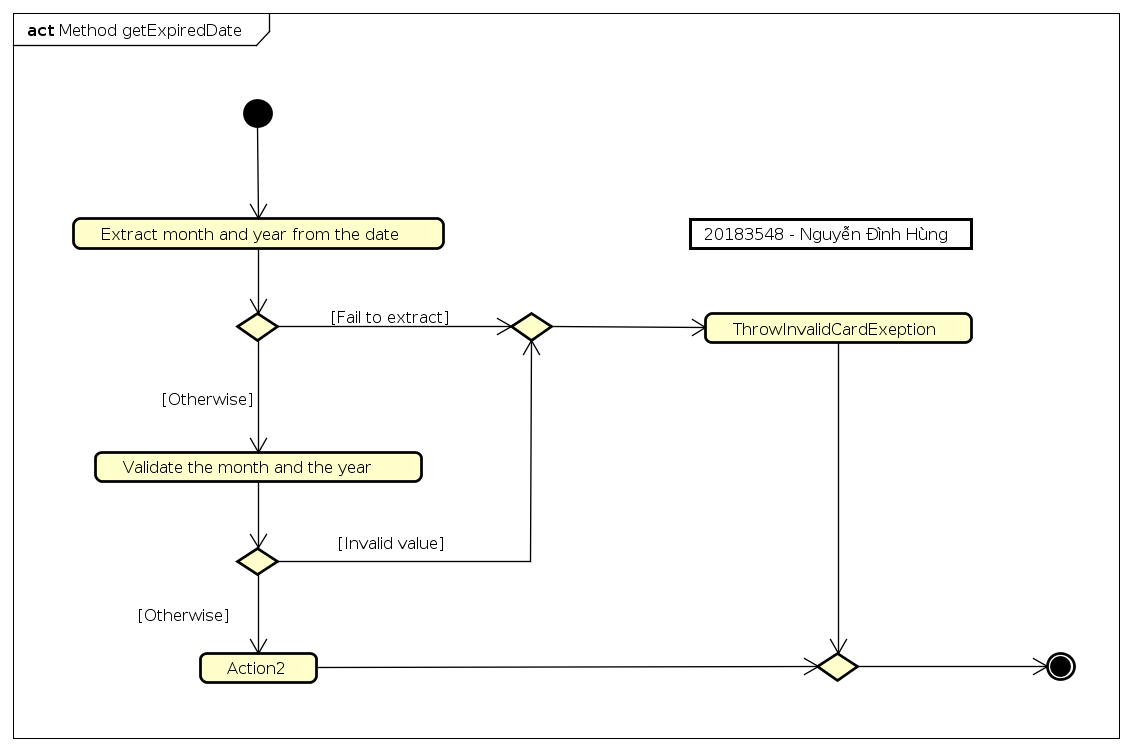 act Method getExpiredDate
Extract month and year from the date
20183548 - Nguyễn Đình Hùng
[Fail to extract]
ThrowInvalidCardExeption
[Otherwise]
Validate the month and the year
[Invalid value]
[Otherwise]
Action2